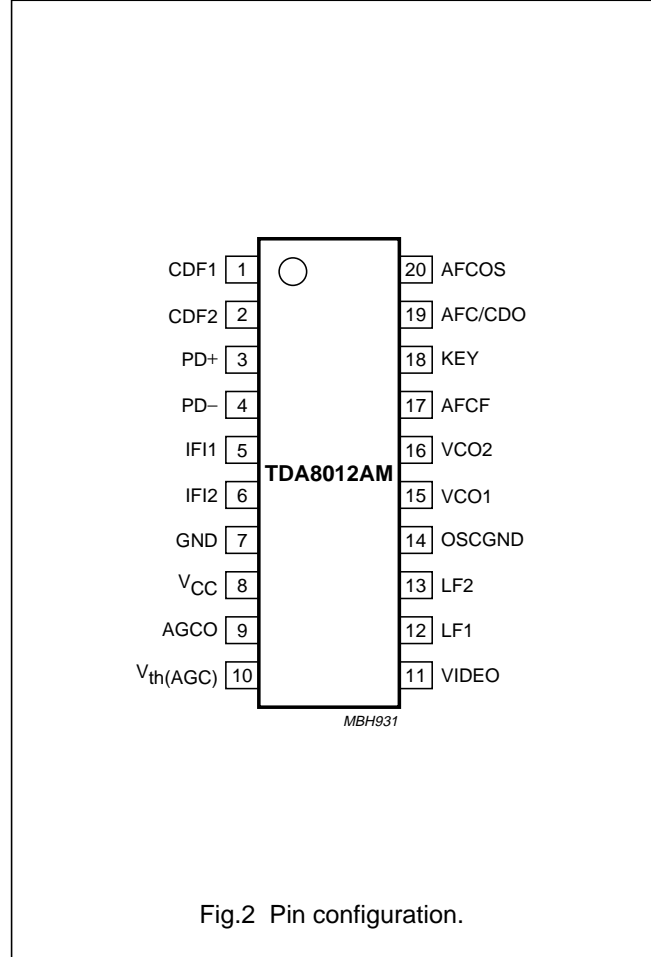 CDF1 1 20 AFCOS
CDF2 2 19 AFC/CDO
PD+ 3 18 KEY
PD− 4 17 AFCF
IFI1 5 16 VCO2
TDA8012AM
IFI2 6 15 VCO1
GND 7 14 OSCGND
VCC 8 13 LF2
AGCO 9 12 LF1
Vth(AGC) 10 11 VIDEO
MBH931
Fig.2 Pin configuration.